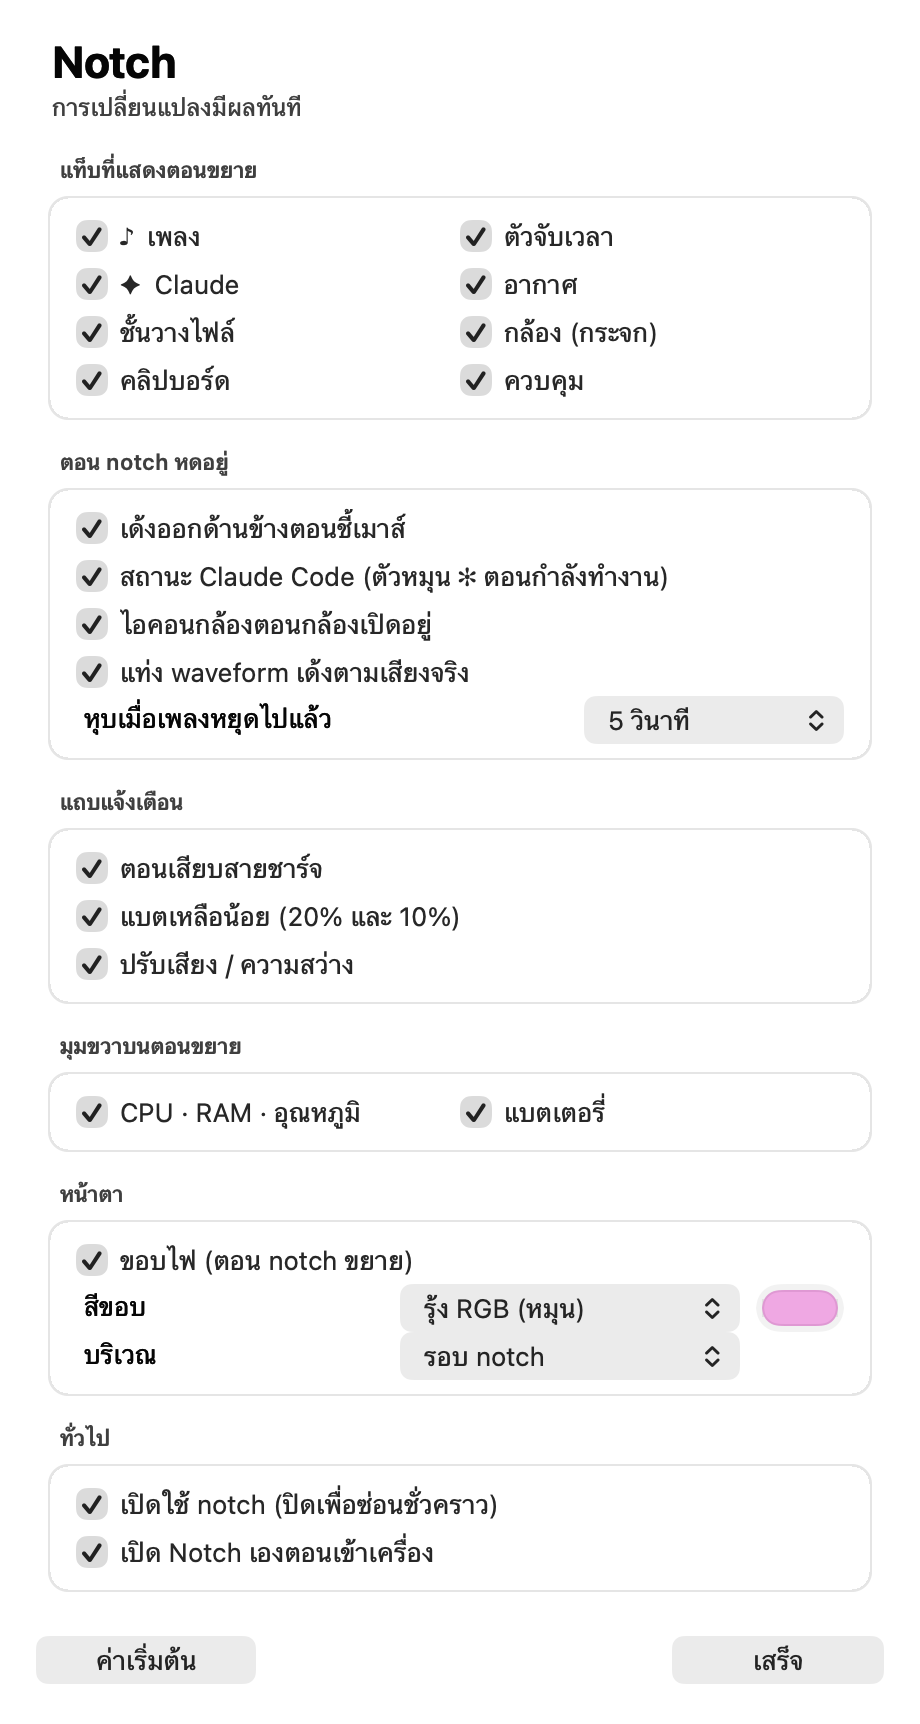 Notch
การเปลี่ยนแปลงมีผลทันที
แท็บที่แสดงตอนขยาย
♪ เพลง
ตัวจับเวลา
✦ Claude
อากาศ
ชั้นวางไฟล์
กล้อง (กระจก)
คลิปบอร์ด
ควบคุม
ตอน notch หดอยู่
เด้งออกด้านข้างตอนชี้เมาส์
สถานะ Claude Code (ตัวหมุน ✻ ตอนกำลังทำงาน)
ไอคอนกล้องตอนกล้องเปิดอยู่
แท่ง waveform เด้งตามเสียงจริง
หุบเมื่อเพลงหยุดไปแล้ว
5 วินาที
แถบแจ้งเตือน
ตอนเสียบสายชาร์จ
แบตเหลือน้อย (20% และ 10%)
ปรับเสียง / ความสว่าง
มุมขวาบนตอนขยาย
CPU · RAM · อุณหภูมิ
แบตเตอรี่
หน้าตา
ขอบไฟ (ตอน notch ขยาย)
สีขอบ
รุ้ง RGB (หมุน)
บริเวณ
รอบ notch
ทั่วไป
เปิดใช้ notch (ปิดเพื่อซ่อนชั่วคราว)
เปิด Notch เองตอนเข้าเครื่อง
ค่าเริ่มต้น
เสร็จ